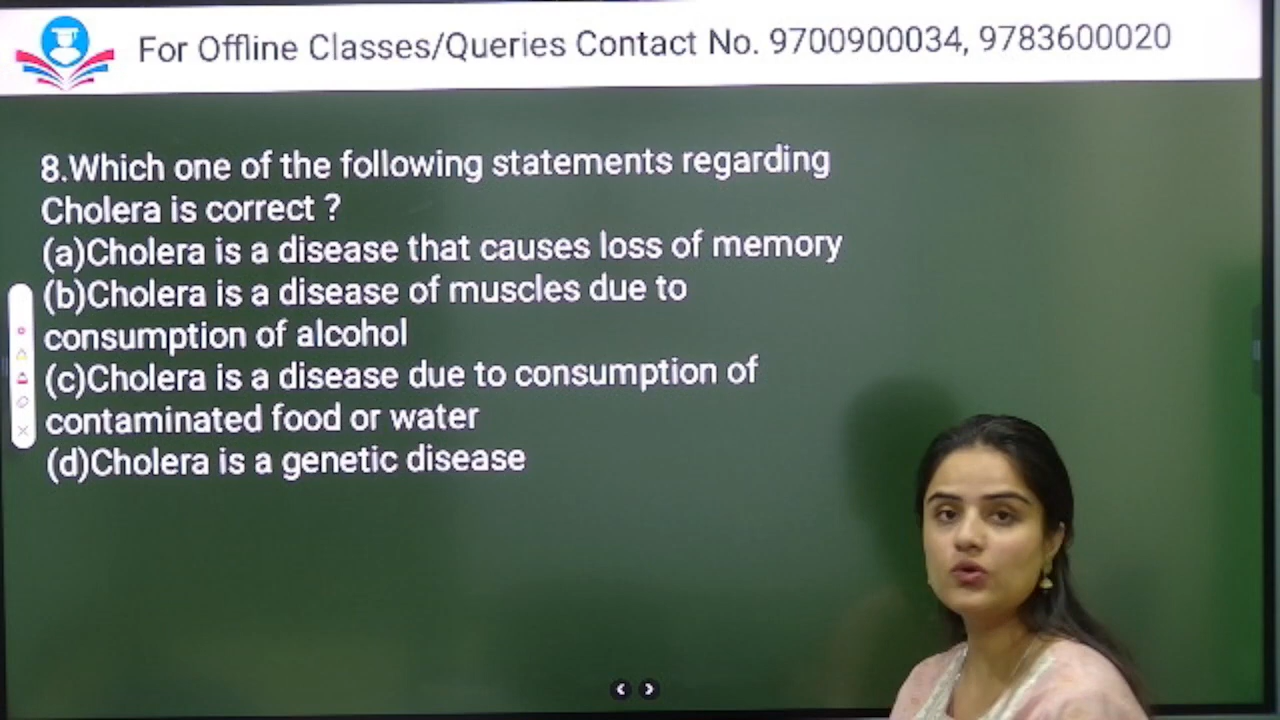 For Offline Classes/Queries Contact No. 9700900034, 9783600020
8.Which one of the following statements regarding
Cholera is correct ?
(a)Cholera is a disease that causes loss of memory
(b)Cholera is a disease of muscles due to
consumption of alcohol
(c)Cholera is a disease due to consumption of
contaminated food or water
(d)Cholera is a genetic disease